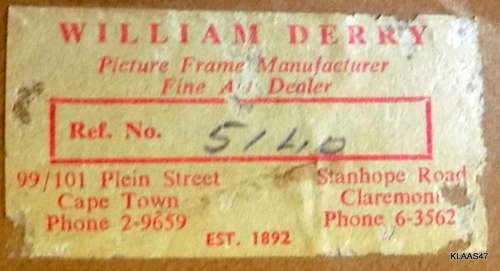 WILLIAM DERRY
Picture Frame Manufacturer
Fine Art Dealer
Ref. No. 5140
99/101 Plein Street
Cape Town
Phone 2-9659
Stanhope Road
Claremont
Phone 6-3562
EST. 1892
KLAAS47